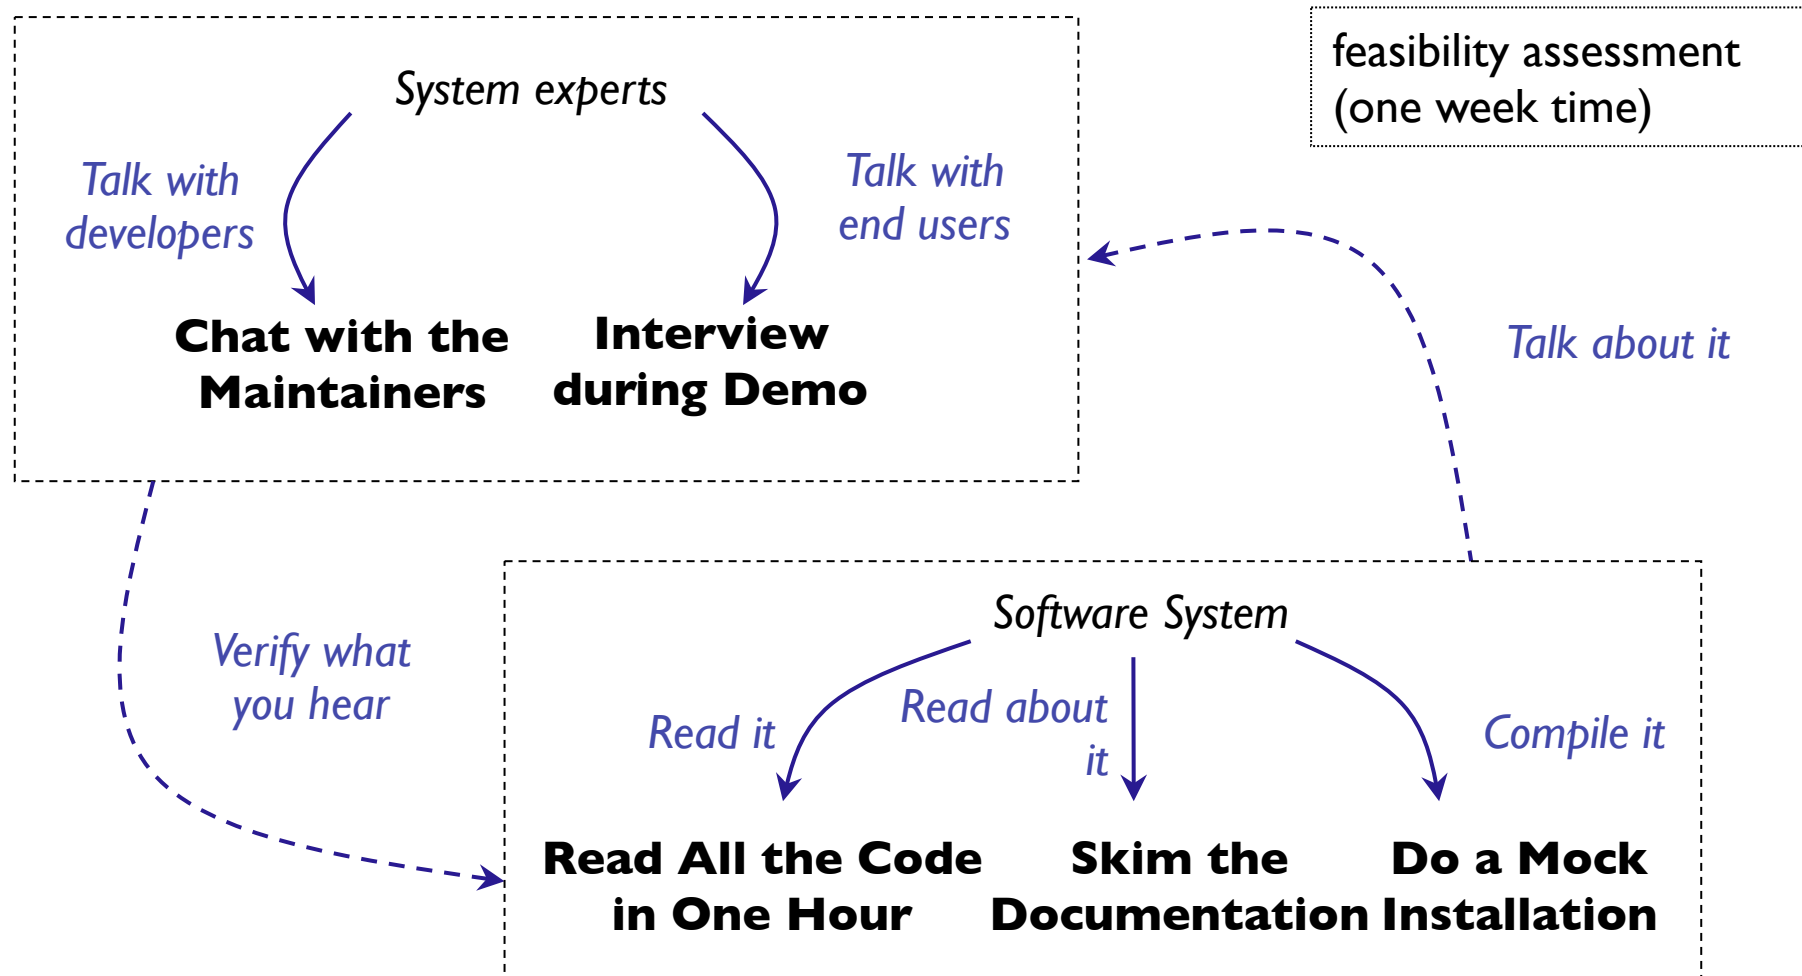 feasibility assessment
(one week time)
System experts
Talk with
developers
Talk with
end users
Chat with the
Maintainers
Interview
during Demo
Talk about it
Verify what
you hear
Software System
Read it
Read about
it
Compile it
Read All the Code
in One Hour
Skim the
Documentation
Do a Mock
Installation